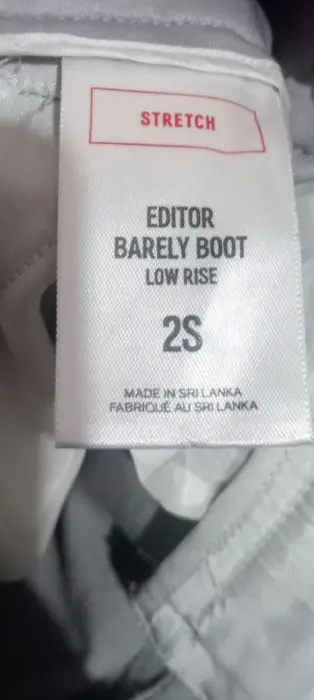 STRETCH
EDITOR
BARELY BOOT
LOW RISE
2S
MADE IN SRI LANKA
FABRIQUÉ AU SRI LANKA